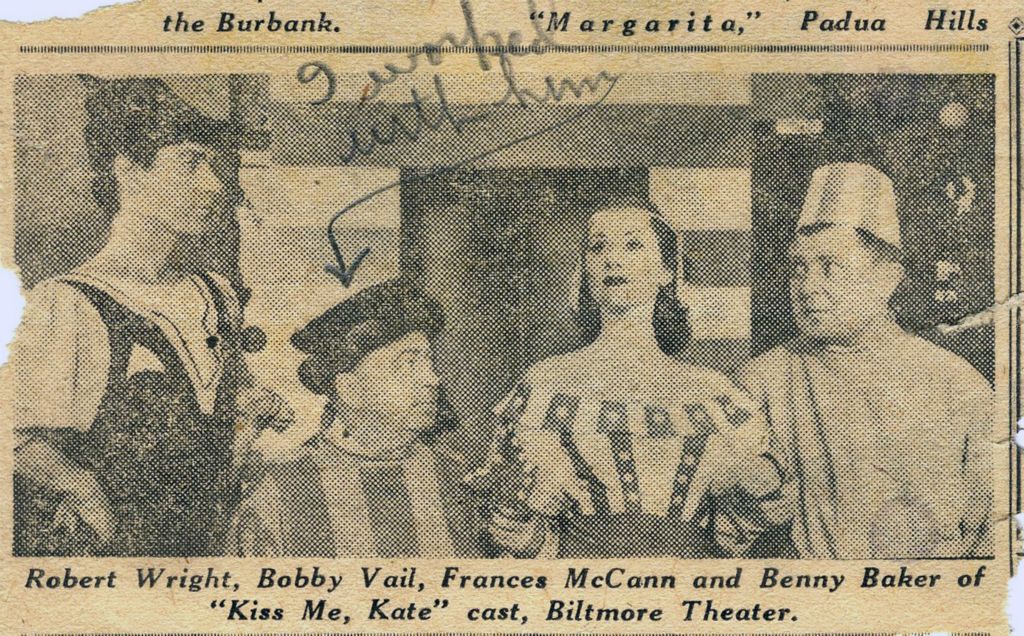 the Burbank.
"Margarita," Padua Hills
I worked
with him
Robert Wright, Bobby Vail, Frances McCann and Benny Baker of
"Kiss Me, Kate" cast, Biltmore Theater.